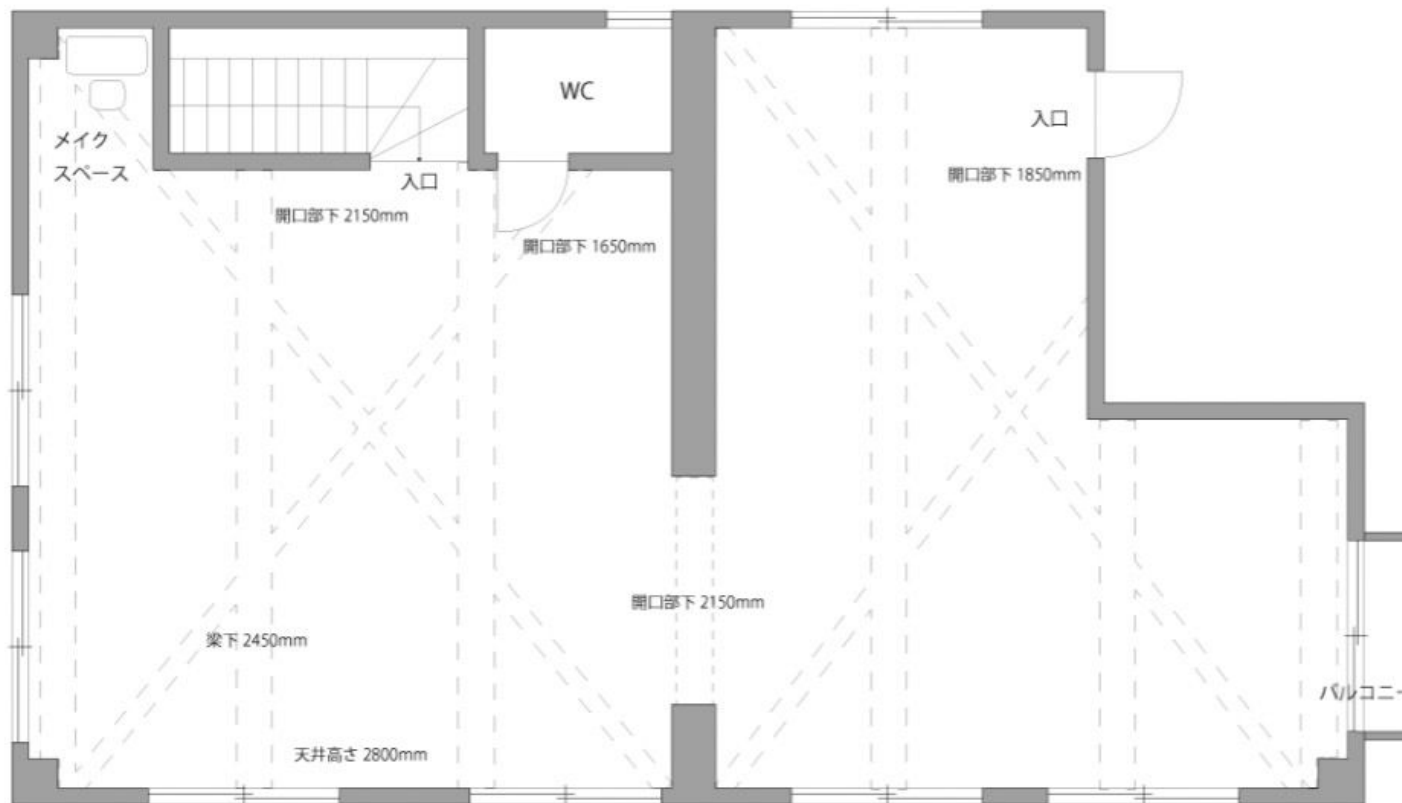 WC
入口
メイク
スペース
入口
開口部下 1850mm
開口部下 2150mm
開口部下 1650mm
開口部下 2150mm
梁下 2450mm
バルコニー
天井高さ 2800mm